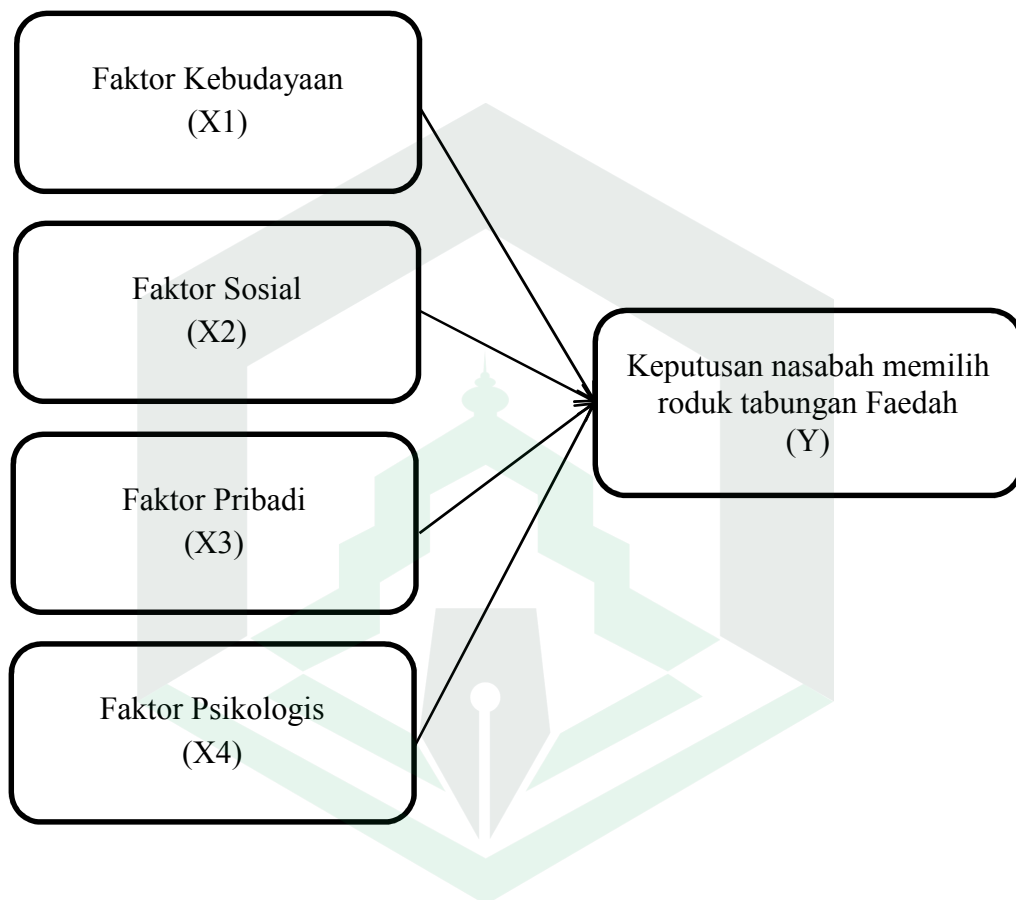 Faktor Kebudayaan
(X1)
Faktor Sosial
(X2)
Faktor Pribadi
(X3)
Faktor Psikologis
(X4)
Keputusan nasabah memilih
roduk tabungan Faedah
(Y)